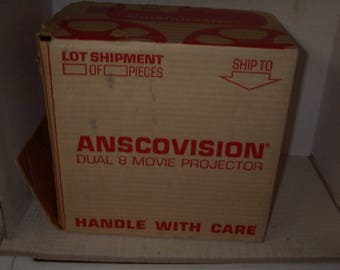 LOT SHIPMENT
OF PIECES
SHIP TO
ANSCOVISION®
DUAL 8 MOVIE PROJECTOR
HANDLE WITH CARE